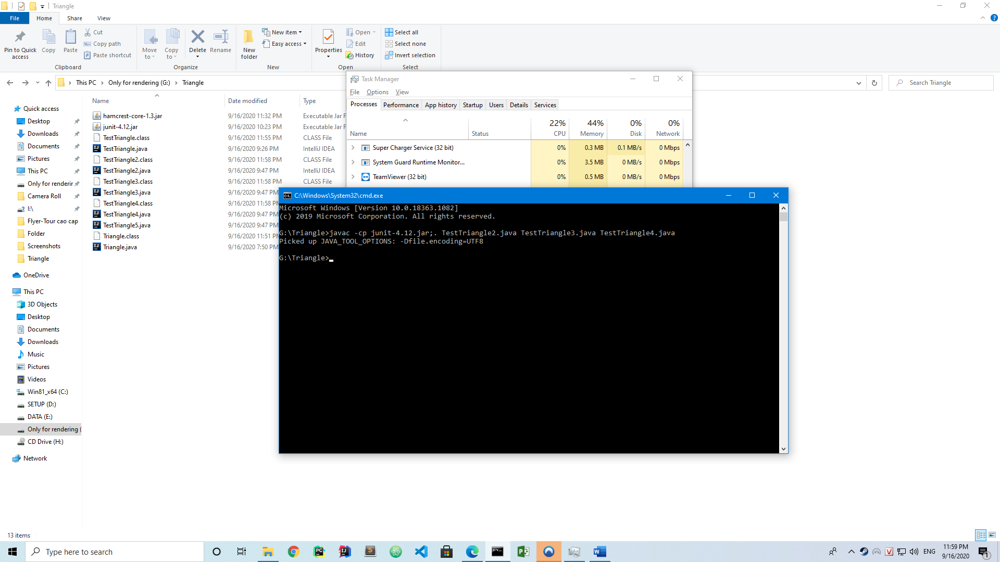 Triangle
File
Home
Share
View
Pin to Quick access
Copy
Paste
Cut
Copy path
Paste shortcut
Clipboard
Move to
Copy to
Delete
Rename
Organize
New folder
New item
Easy access
New
Properties
Open
Edit
History
Open
Select all
Select none
Invert selection
Select
This PC
Only for rendering (G:)
Triangle
Search Triangle
Name
Date modified
Type
hamcrest-core-1.3.jar 9/16/2020 11:32 PM Executable Jar F
junit-4.12.jar 9/16/2020 10:23 PM Executable Jar F
TestTriangle.class 9/16/2020 11:55 PM CLASS File
TestTriangle.java 9/16/2020 9:26 PM IntelliJ IDEA
TestTriangle2.class 9/16/2020 11:58 PM CLASS File
TestTriangle2.java 9/16/2020 9:47 PM IntelliJ IDEA
TestTriangle3.class 9/16/2020 11:58 PM CLASS File
TestTriangle3.java 9/16/2020 9:47 PM
TestTriangle4.class 9/16/2020 11:58 PM
TestTriangle4.java 9/16/2020 9:47 PM
TestTriangle5.java 9/16/2020 9:47 PM
Triangle.class 9/16/2020 11:51 PM
Triangle.java 9/16/2020 7:50 PM
Quick access
Desktop
Downloads
Documents
Pictures
This PC
Only for renderin
Camera Roll
I:\
Flyer-Tour cao cap
Folder
Screenshots
Triangle
OneDrive
This PC
3D Objects
Desktop
Documents
Downloads
Music
Pictures
Videos
Win81_x64 (C:)
SETUP (D:)
DATA (E:)
Only for rendering (
CD Drive (H:)
Network
13 items
Task Manager
File Options View
Processes Performance App history Startup Users Details Services
22% 44% 0% 0%
Name Status CPU Memory Disk Network
Super Charger Service (32 bit) 0% 0.3 MB 0.1 MB/s 0 Mbps
System Guard Runtime Monitor... 0% 3.5 MB 0 MB/s 0 Mbps
TeamViewer (32 bit) 0% 0.5 MB 0 MB/s 0 Mbps
C:\Windows\System32\cmd.exe
Microsoft Windows [Version 10.0.18363.1082]
(c) 2019 Microsoft Corporation. All rights reserved.
G:\Triangle>javac -cp junit-4.12.jar;. TestTriangle2.java TestTriangle3.java TestTriangle4.java
Picked up JAVA_TOOL_OPTIONS: -Dfile.encoding=UTF8
G:\Triangle>
Type here to search
ENG
11:59 PM
9/16/2020
1